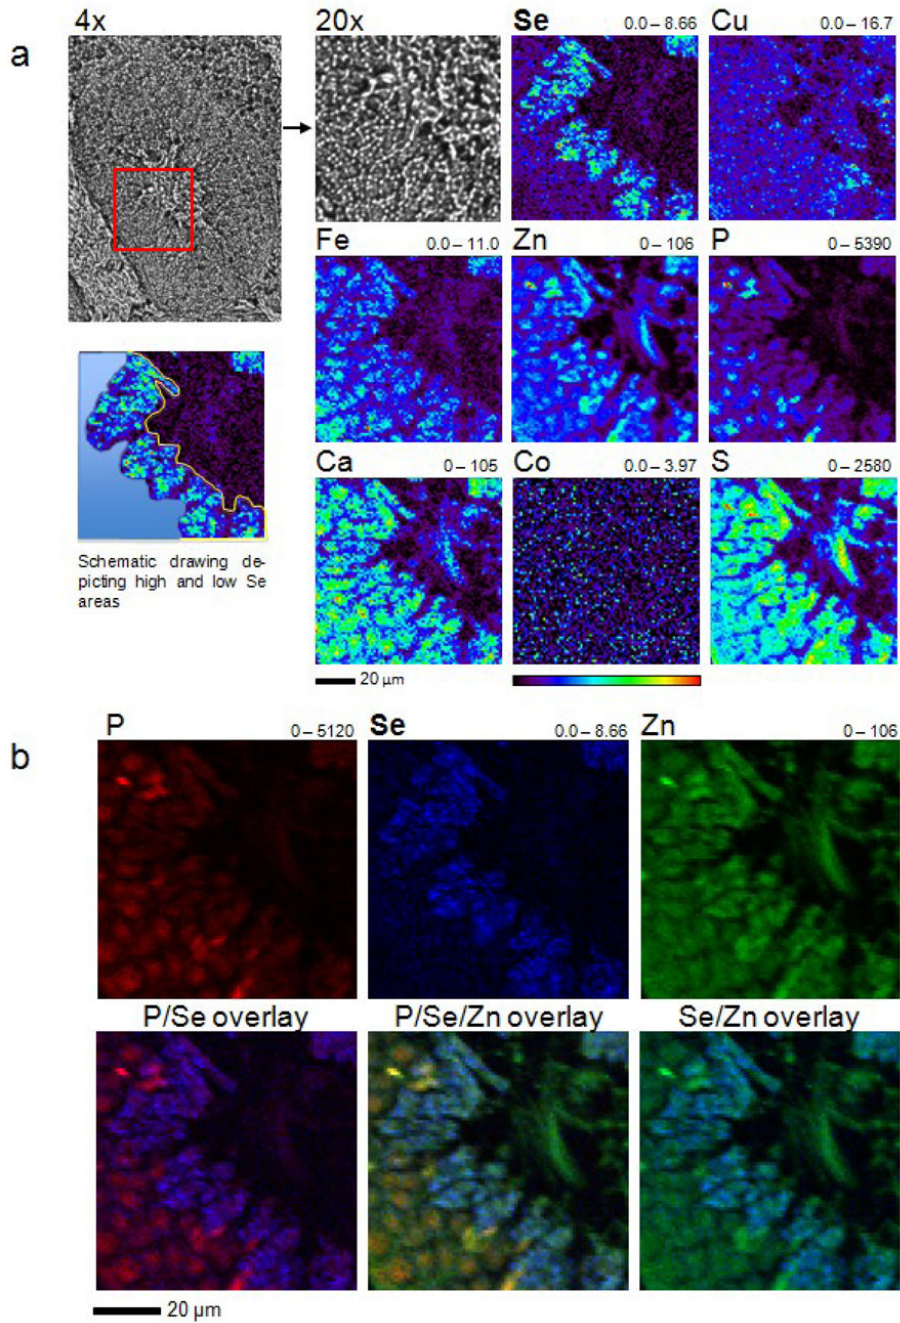 a
4x
20x
Se 0.0 – 8.66
Cu 0.0 – 16.7
Fe 0.0 – 11.0
Zn 0 – 106
P 0 – 5390
Ca 0 – 105
Co 0.0 – 3.97
S 0 – 2580
Schematic drawing de-
picting high and low Se
areas
20 µm
b
P 0 – 5120
Se 0.0 – 8.66
Zn 0 – 106
P/Se overlay
P/Se/Zn overlay
Se/Zn overlay
20 µm